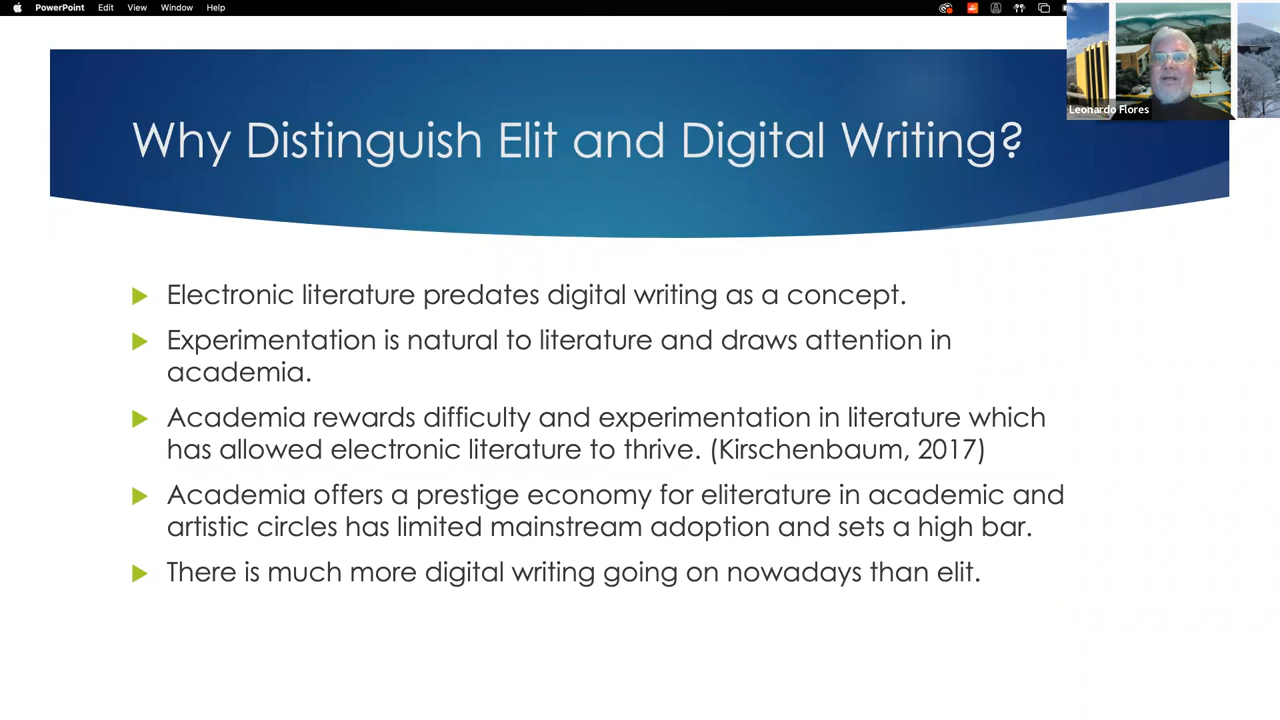 PowerPoint Edit View Window Help
Leonardo Flores
Why Distinguish Elit and Digital Writing?
Electronic literature predates digital writing as a concept.
Experimentation is natural to literature and draws attention in
academia.
Academia rewards difficulty and experimentation in literature which
has allowed electronic literature to thrive. (Kirschenbaum, 2017)
Academia offers a prestige economy for eliterature in academic and
artistic circles has limited mainstream adoption and sets a high bar.
There is much more digital writing going on nowadays than elit.